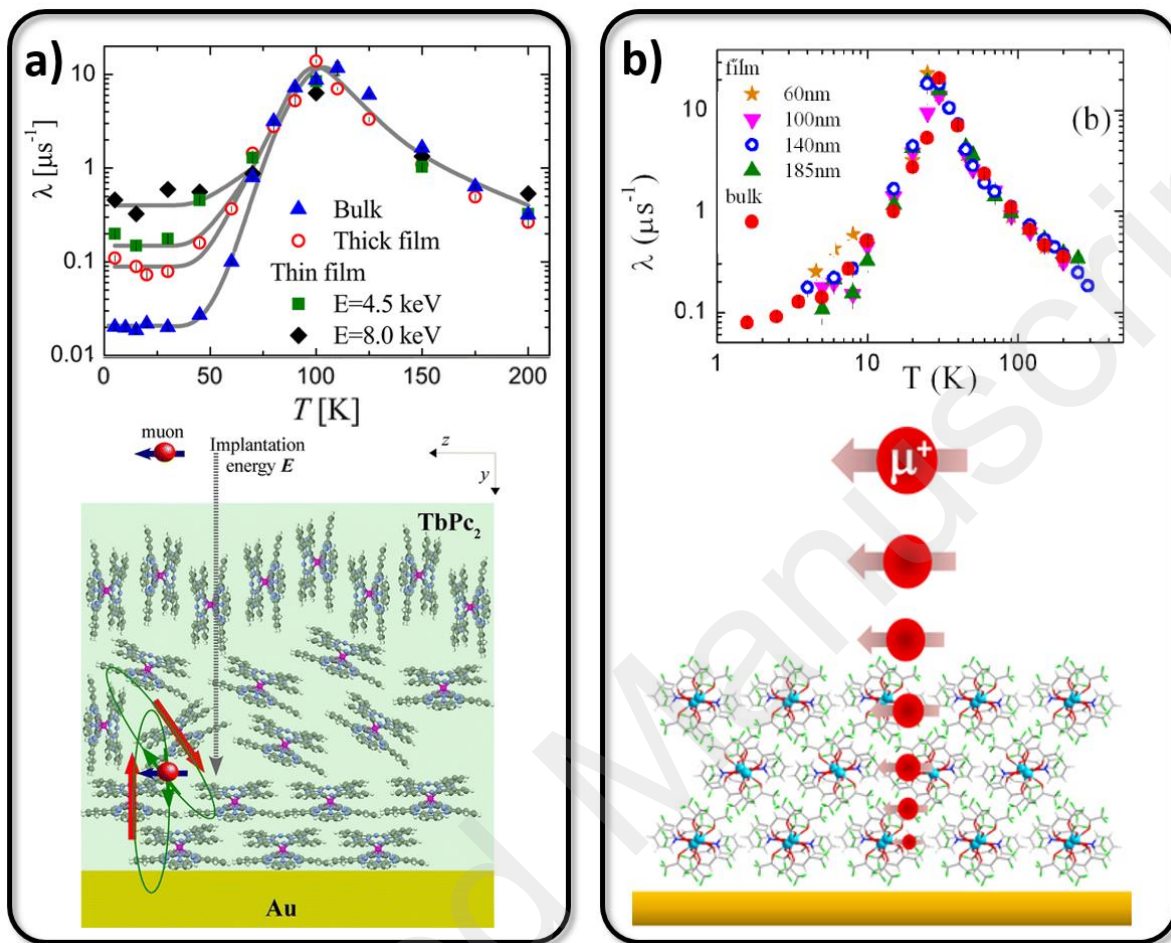 a)
10
1
0.1
0.01
λ [μs⁻¹]
Bulk
Thick film
Thin film
E=4.5 keV
E=8.0 keV
0 50 100 150 200
T [K]
muon
Implantation
energy E
z
y
TbPc₂
Au
b)
film
60nm
100nm
140nm
185nm
bulk
(b)
10
1
0.1
λ (μs⁻¹)
1 10 100
T (K)
μ⁺
Manuscrip